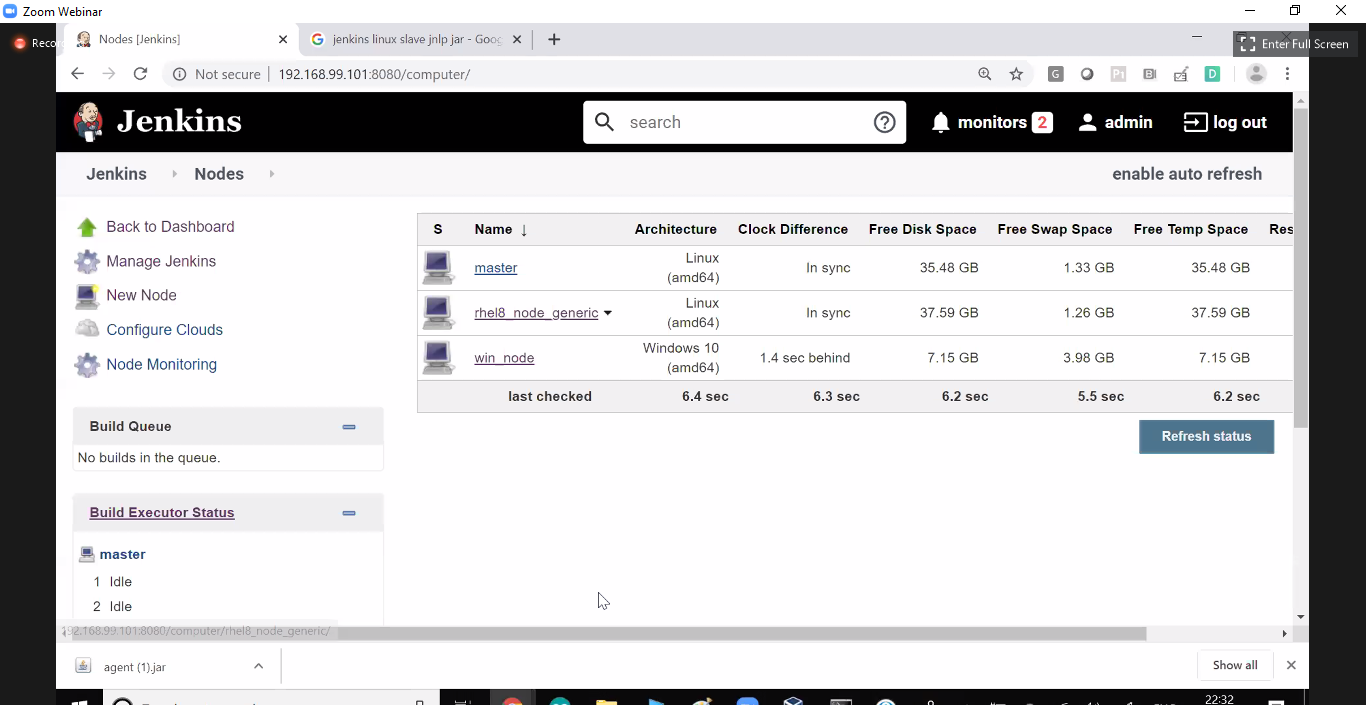 Zoom Webinar
Recor
Nodes [Jenkins]
jenkins linux slave jnlp jar - Goog
Enter Full Screen
Not secure
192.168.99.101:8080/computer/
Jenkins
search
monitors 2
admin
log out
Jenkins
Nodes
enable auto refresh
Back to Dashboard
Manage Jenkins
New Node
Configure Clouds
Node Monitoring
S Name ↓ Architecture Clock Difference Free Disk Space Free Swap Space Free Temp Space Res
master Linux (amd64) In sync 35.48 GB 1.33 GB 35.48 GB
rhel8_node_generic Linux (amd64) In sync 37.59 GB 1.26 GB 37.59 GB
win_node Windows 10 (amd64) 1.4 sec behind 7.15 GB 3.98 GB 7.15 GB
last checked 6.4 sec 6.3 sec 6.2 sec 5.5 sec 6.2 sec
Refresh status
Build Queue
No builds in the queue.
Build Executor Status
master
1 Idle
2 Idle
192.168.99.101:8080/computer/rhel8_node_generic/
agent (1).jar
Show all
22:32